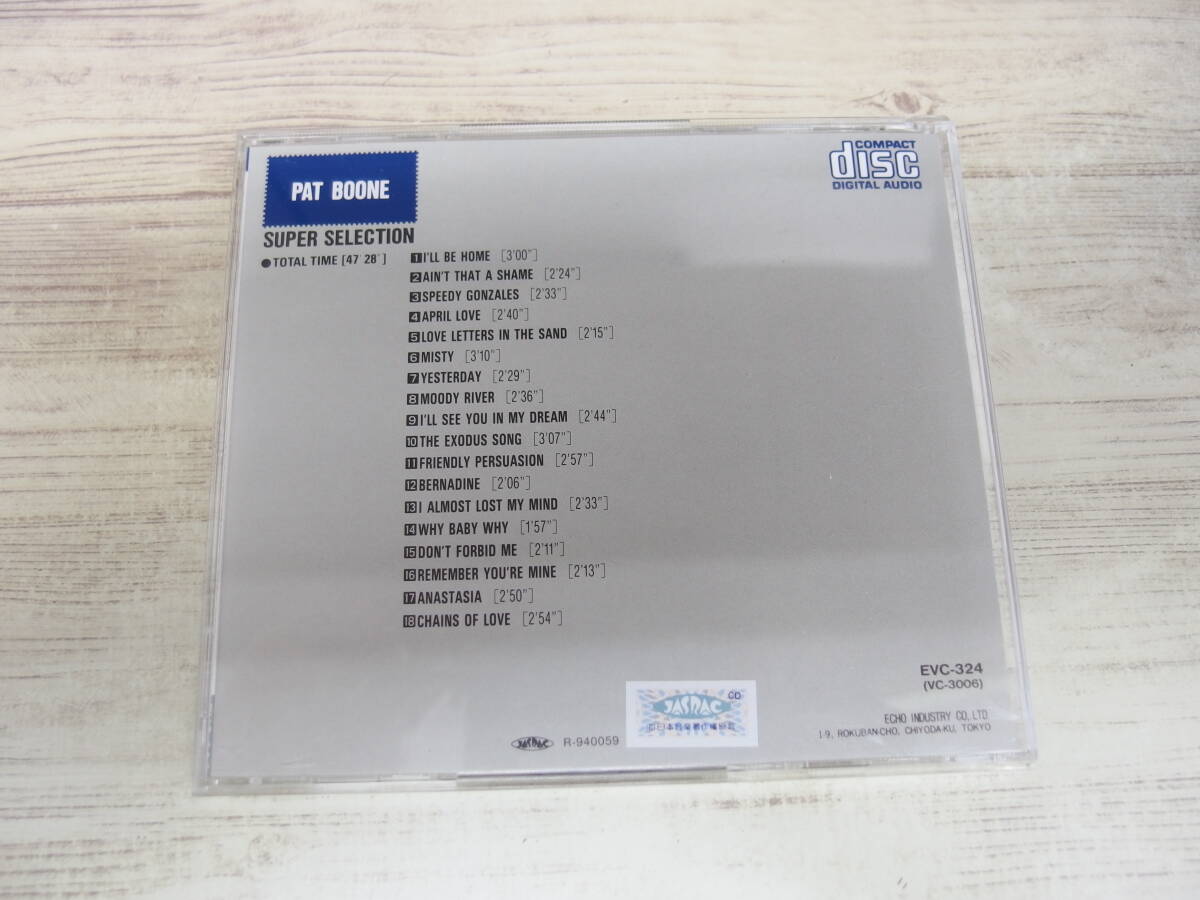 PAT BOONE
SUPER SELECTION
●TOTAL TIME [47'28"]
COMPACT
disc
DIGITAL AUDIO
1 I'LL BE HOME [3'00"]
2 AIN'T THAT A SHAME [2'24"]
3 SPEEDY GONZALES [2'33"]
4 APRIL LOVE [2'40"]
5 LOVE LETTERS IN THE SAND [2'15"]
6 MISTY [3'10"]
7 YESTERDAY [2'29"]
8 MOODY RIVER [2'36"]
9 I'LL SEE YOU IN MY DREAM [2'44"]
10 THE EXODUS SONG [3'07"]
11 FRIENDLY PERSUASION [2'57"]
12 BERNADINE [2'06"]
13 I ALMOST LOST MY MIND [2'33"]
14 WHY BABY WHY [1'57"]
15 DON'T FORBID ME [2'11"]
16 REMEMBER YOU'RE MINE [2'13"]
17 ANASTASIA [2'50"]
18 CHAINS OF LOVE [2'54"]
EVC-324
(VC-3006)
ECHO INDUSTRY CO, LTD
1-9, ROKUBAN-CHO, CHIYODA-KU, TOKYO
CD
JASRAC
JASRAC R-940059